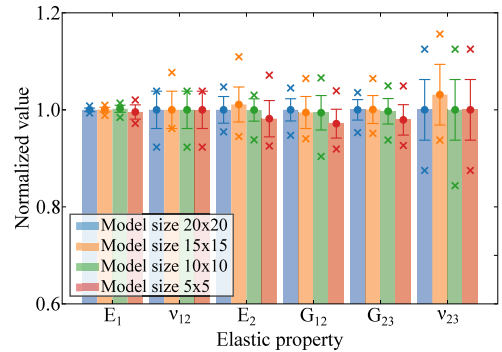 1.2
1.0
0.8
0.6
Normalized value
Model size 20x20
Model size 15x15
Model size 10x10
Model size 5x5
E₁ ν₁₂ E₂ G₁₂ G₂₃ ν₂₃
Elastic property